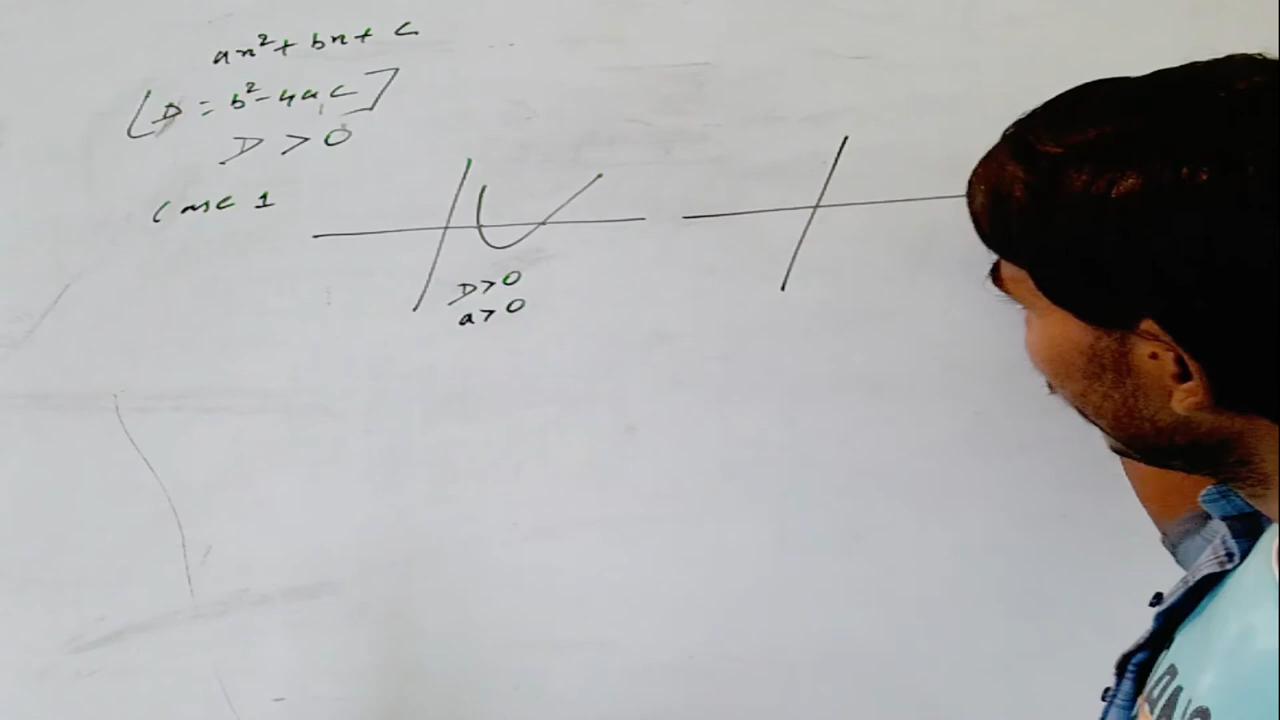 ax²+bx+c
[D = b²-4ac]
D > 0
Case 1
D>0
a>0